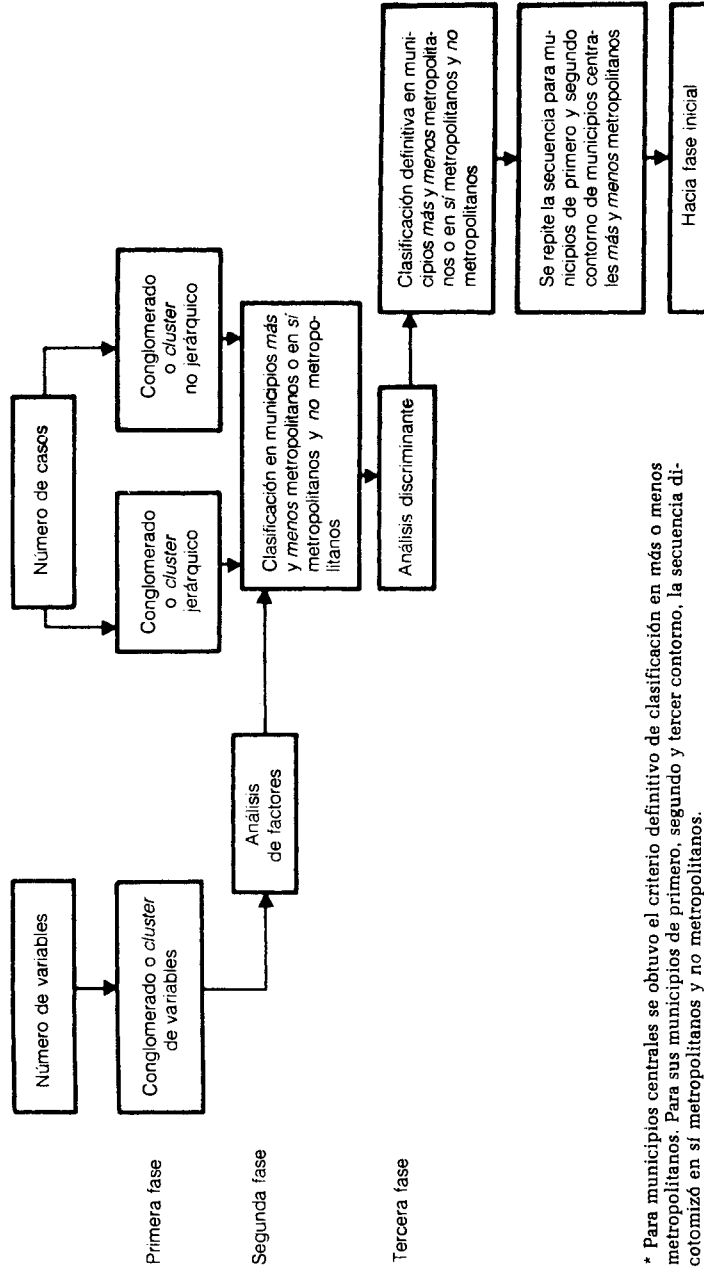 Número de variables
Número de casos
Primera fase
Conglomerado o cluster
de variables
Conglomerado
o cluster
jerárquico
Conglomerado
o cluster
no jerárquico
Segunda fase
Análisis
de factores
Clasificación en municipios más
y menos metropolitanos o en sí
metropolitanos y no metropo-
litanos
Tercera fase
Análisis discriminante
Clasificación definitiva en muni-
cipios más y menos metropolita-
nos o en sí metropolitanos y no
metropolitanos
Se repite la secuencia para mu-
nicipios de primero y segundo
contorno de municipios centra-
les más y menos metropolitanos
Hacia fase inicial
* Para municipios centrales se obtuvo el criterio definitivo de clasificación en más o menos
metropolitanos. Para sus municipios de primero, segundo y tercer contorno, la secuencia di-
cotomizó en sí metropolitanos y no metropolitanos.